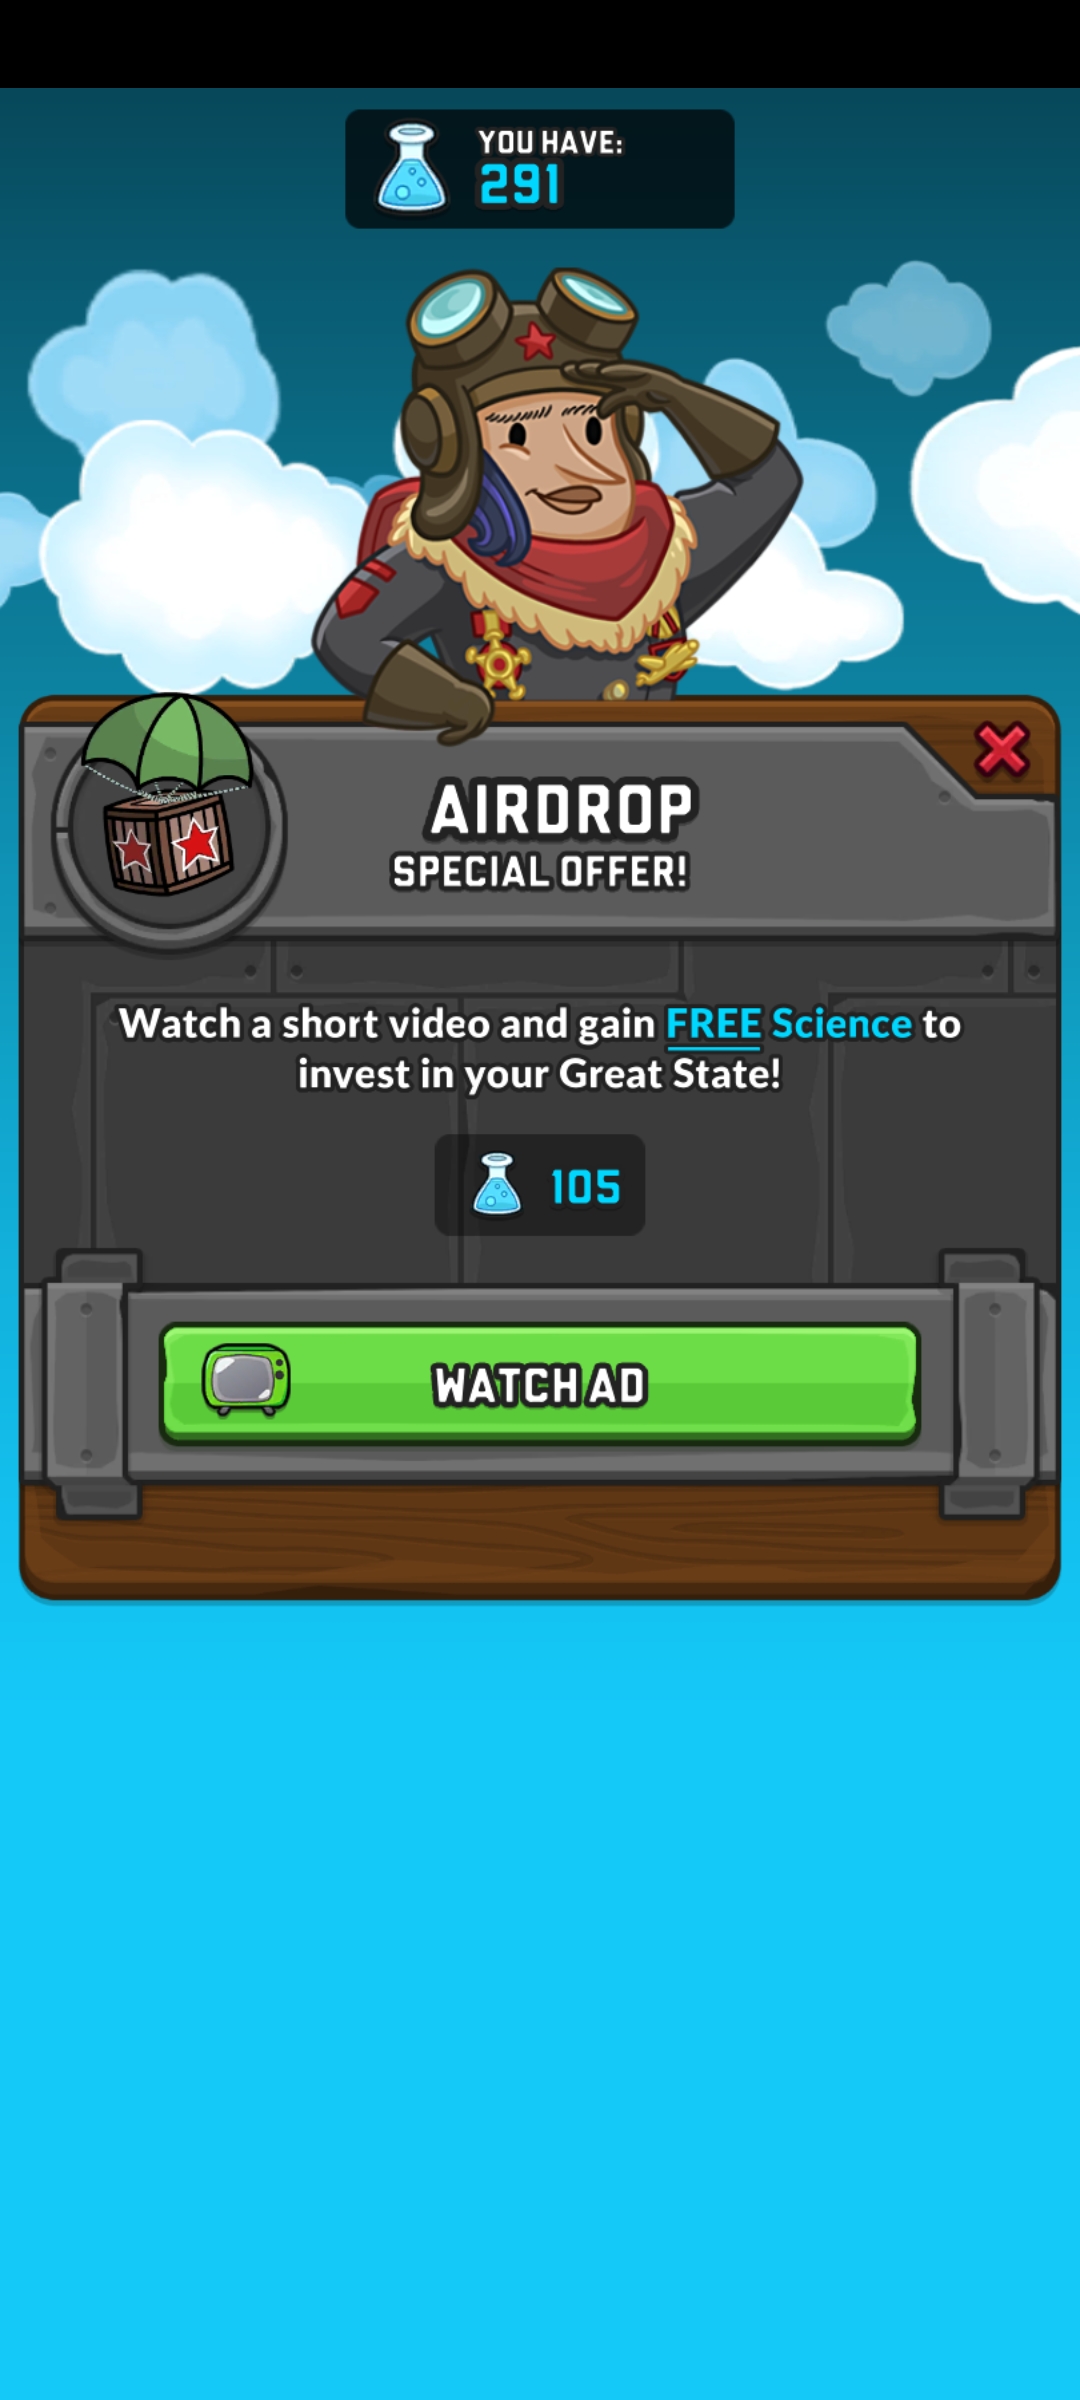 YOU HAVE:
291
AIRDROP
SPECIAL OFFER!
Watch a short video and gain FREE Science to
invest in your Great State!
105
WATCH AD